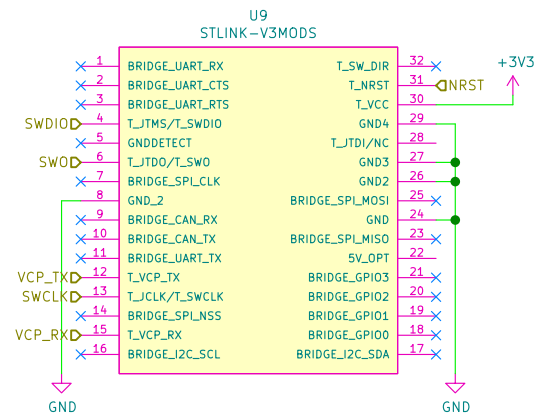 U9
STLINK-V3MODS
1 BRIDGE_UART_RX T_SW_DIR 32
+3V3
2 BRIDGE_UART_CTS T_NRST 31 NRST
3 BRIDGE_UART_RTS T_VCC 30
SWDIO 4 T_JTMS/T_SWDIO GND4 29
5 GNDDETECT T_JTDI/NC 28
SWO 6 T_JTDO/T_SWO GND3 27
7 BRIDGE_SPI_CLK GND2 26
8 GND_2 BRIDGE_SPI_MOSI 25
9 BRIDGE_CAN_RX GND 24
10 BRIDGE_CAN_TX BRIDGE_SPI_MISO 23
11 BRIDGE_UART_TX 5V_OPT 22
VCP_TX 12 T_VCP_TX BRIDGE_GPIO3 21
SWCLK 13 T_JCLK/T_SWCLK BRIDGE_GPIO2 20
14 BRIDGE_SPI_NSS BRIDGE_GPIO1 19
VCP_RX 15 T_VCP_RX BRIDGE_GPIO0 18
16 BRIDGE_I2C_SCL BRIDGE_I2C_SDA 17
GND GND